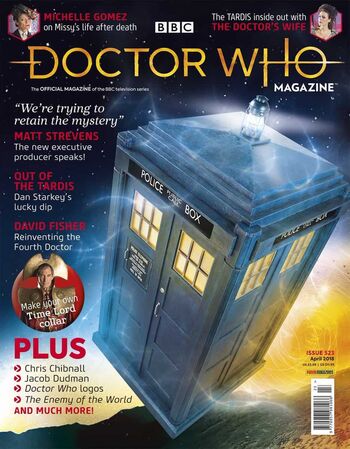 MICHELLE GOMEZ
on Missy's life after death
BBC
The TARDIS inside out with
THE DOCTOR'S WIFE
DOCTOR WHO
MAGAZINE
The OFFICIAL MAGAZINE of the BBC television series
“We're trying to
retain the mystery”
MATT STREVENS
The new executive
producer speaks!
OUT OF
THE TARDIS
Dan Starkey's
lucky dip
DAVID FISHER
Reinventing the
Fourth Doctor
Make your own
Time Lord
collar
POLICE PUBLIC CALL BOX
POLICE PUBLIC CALL BOX
PLUS
> Chris Chibnall
> Jacob Dudman
> Doctor Who logos
> The Enemy of the World
AND MUCH MORE!
ISSUE 523
April 2018